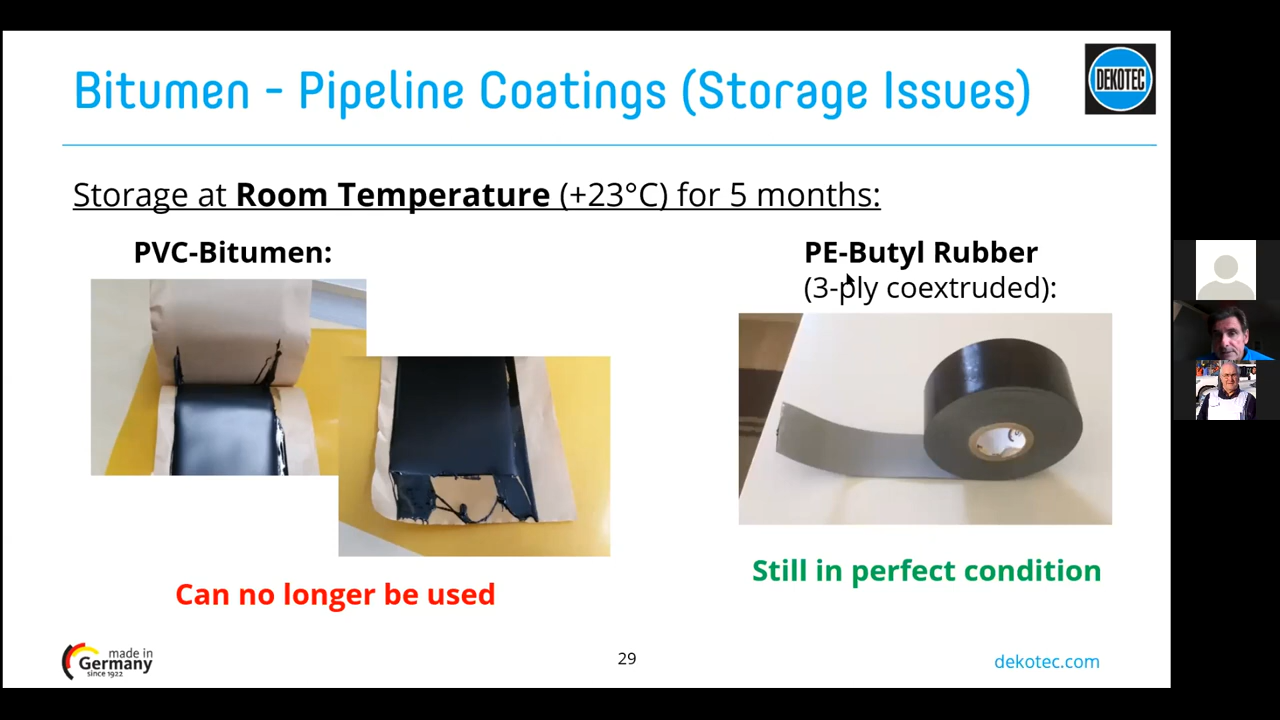 Bitumen - Pipeline Coatings (Storage Issues)
DEKOTEC
Storage at Room Temperature (+23°C) for 5 months:
PVC-Bitumen:
PE-Butyl Rubber
(3-ply coextruded):
Can no longer be used
Still in perfect condition
made in
Germany
since 1922
29
dekotec.com